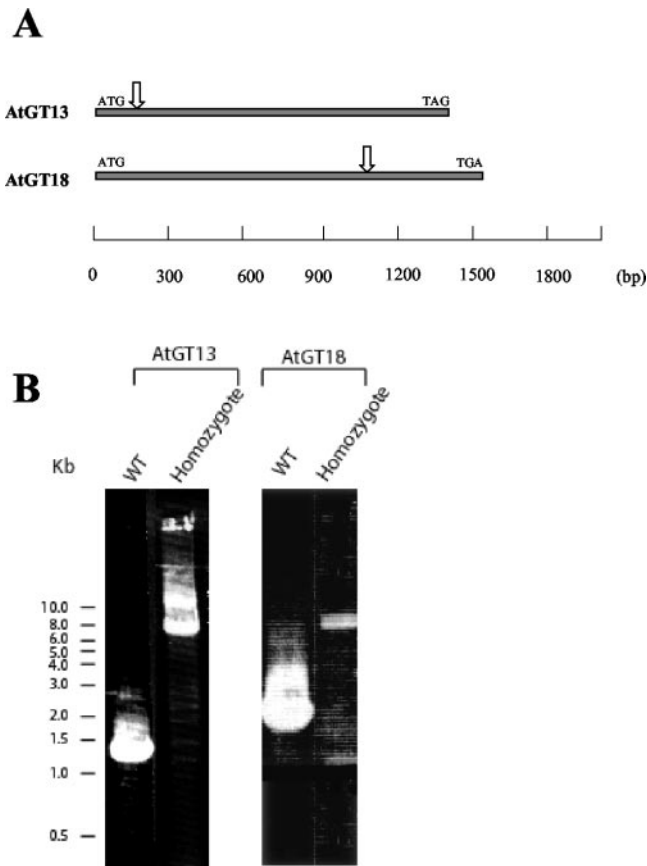 A
ATG
TAG
AtGT13
ATG
TGA
AtGT18
0 300 600 900 1200 1500 1800 (bp)
AtGT13 AtGT18
B
Kb WT Homozygote WT Homozygote
10.0
8.0
6.0
5.0
4.0
3.0
2.0
1.5
1.0
0.5